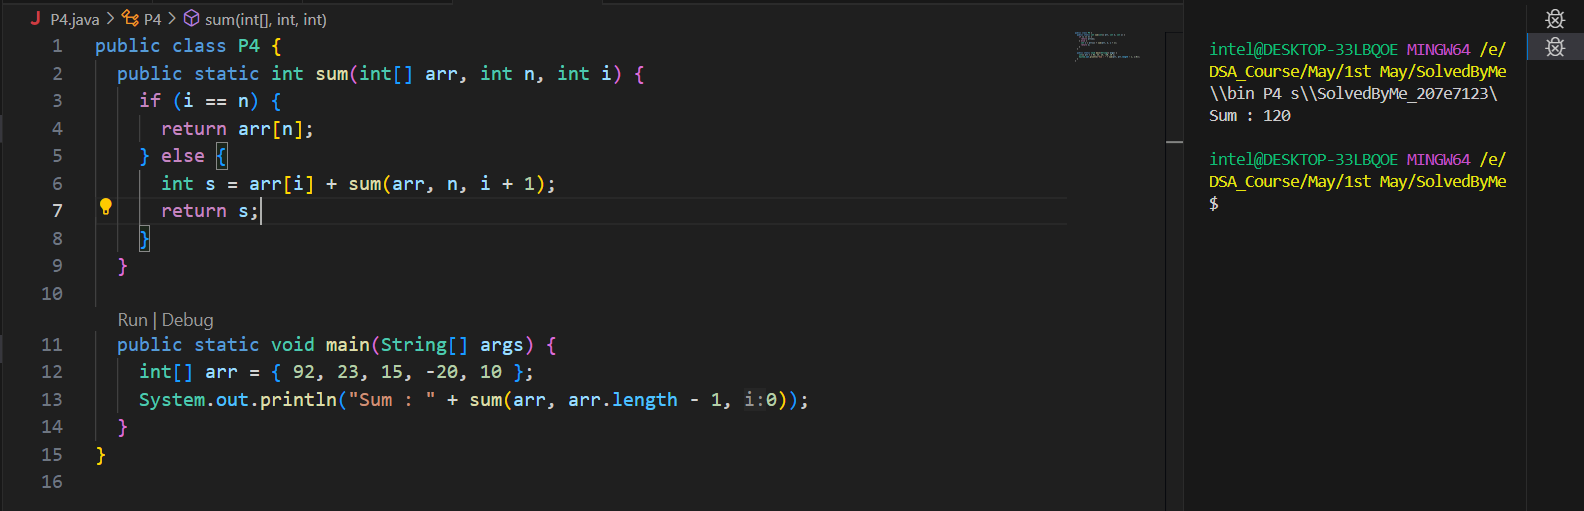 P4.java > P4 > sum(int[], int, int)
1 public class P4 {
2   public static int sum(int[] arr, int n, int i) {
3     if (i == n) {
4       return arr[n];
5     } else {
6       int s = arr[i] + sum(arr, n, i + 1);
7       return s;
8     }
9   }
10
Run | Debug
11   public static void main(String[] args) {
12     int[] arr = { 92, 23, 15, -20, 10 };
13     System.out.println("Sum : " + sum(arr, arr.length - 1, i:0));
14   }
15 }
16
intel@DESKTOP-33LBQOE MINGW64 /e/
DSA_Course/May/1st May/SolvedByMe
\\bin P4 s\\SolvedByMe_207e7123\
Sum : 120
intel@DESKTOP-33LBQOE MINGW64 /e/
DSA_Course/May/1st May/SolvedByMe
$